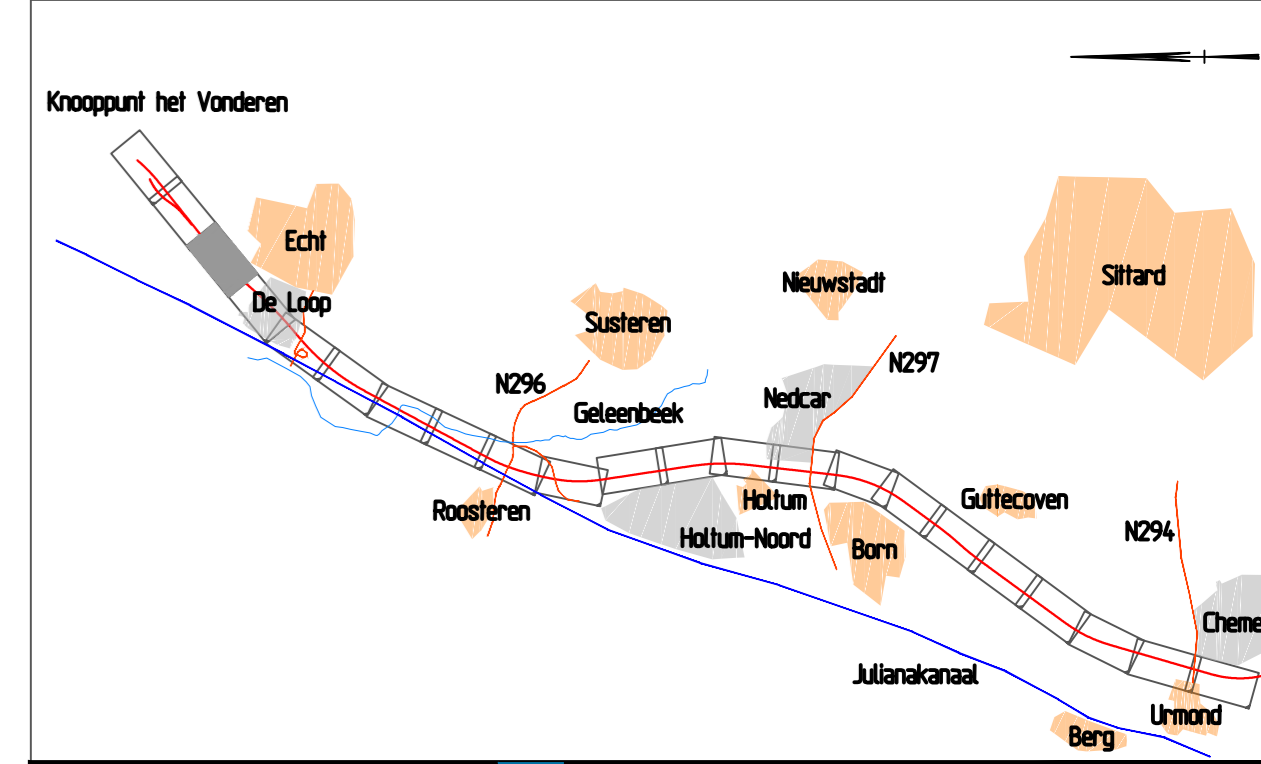 Knooppunt het Vonderen
Echt
Sittard
Nieuwstadt
De Loop
Susteren
N297
N296
Nedcar
Geleenbeek
Guttecoven
Holtum
Roosteren
N294
Holtum-Noord
Born
Cheme
Julianakanaal
Urmond
Berg